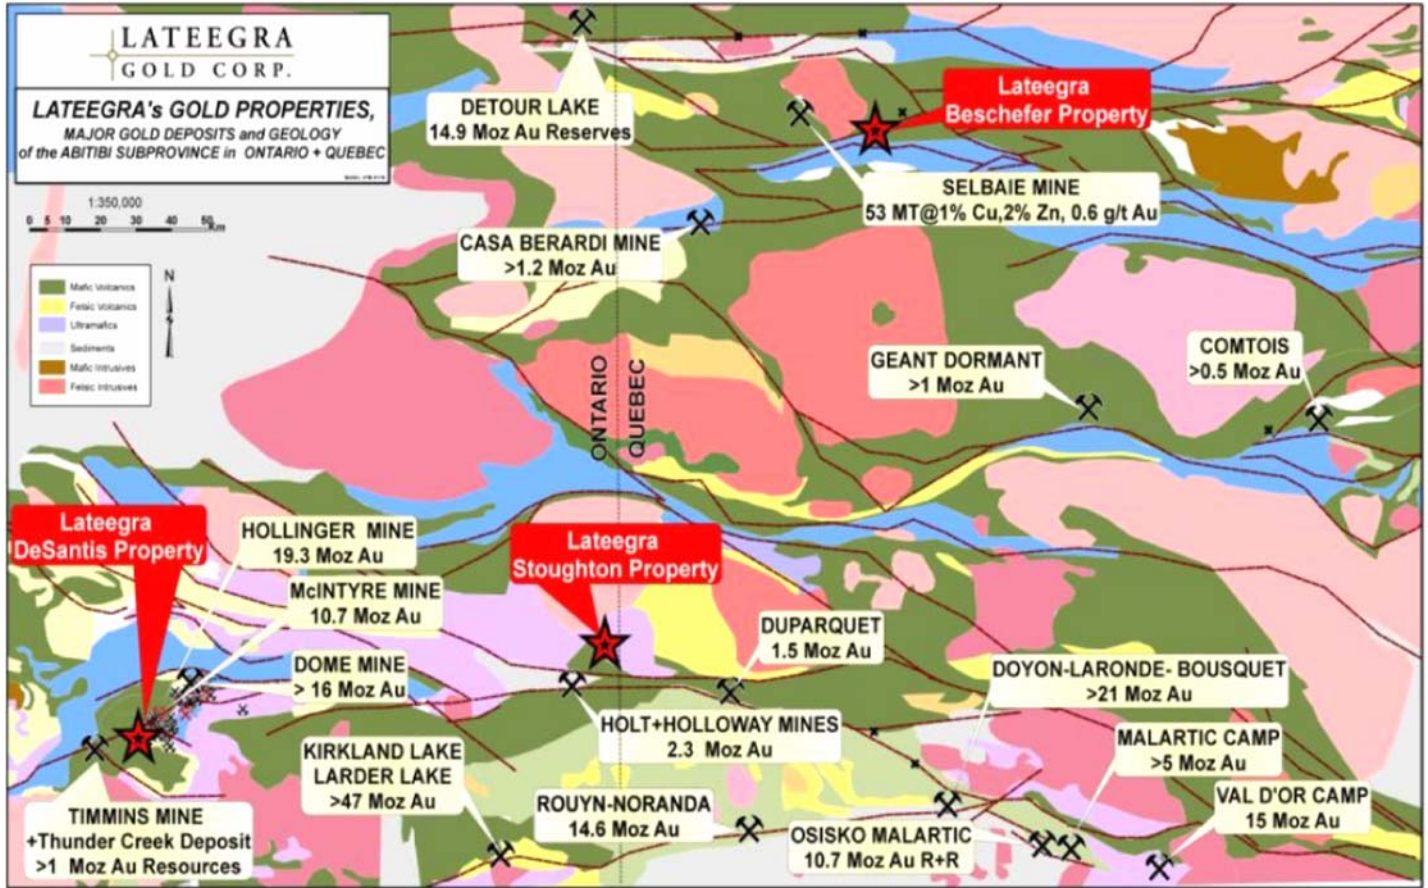 LATEEGRA
GOLD CORP.
LATEEGRA's GOLD PROPERTIES,
MAJOR GOLD DEPOSITS and GEOLOGY
of the ABITIBI SUBPROVINCE in ONTARIO + QUEBEC
1:350,000
0 5 10 20 30 40 50
Km
N
Mafic Volcanics
Felsic Volcanics
Ultramafics
Sediments
Mafic Intrusives
Felsic Intrusives
DETOUR LAKE
14.9 Moz Au Reserves
Lateegra
Beschefer Property
SELBAIE MINE
53 MT@1% Cu,2% Zn, 0.6 g/t Au
CASA BERARDI MINE
>1.2 Moz Au
ONTARIO
QUEBEC
GEANT DORMANT
>1 Moz Au
COMTOIS
>0.5 Moz Au
Lateegra
DeSantis Property
HOLLINGER MINE
19.3 Moz Au
McINTYRE MINE
10.7 Moz Au
DOME MINE
> 16 Moz Au
Lateegra
Stoughton Property
DUPARQUET
1.5 Moz Au
HOLT+HOLLOWAY MINES
2.3 Moz Au
DOYON-LARONDE- BOUSQUET
>21 Moz Au
MALARTIC CAMP
>5 Moz Au
KIRKLAND LAKE
LARDER LAKE
>47 Moz Au
ROUYN-NORANDA
14.6 Moz Au
OSISKO MALARTIC
10.7 Moz Au R+R
VAL D'OR CAMP
15 Moz Au
TIMMINS MINE
+Thunder Creek Deposit
>1 Moz Au Resources